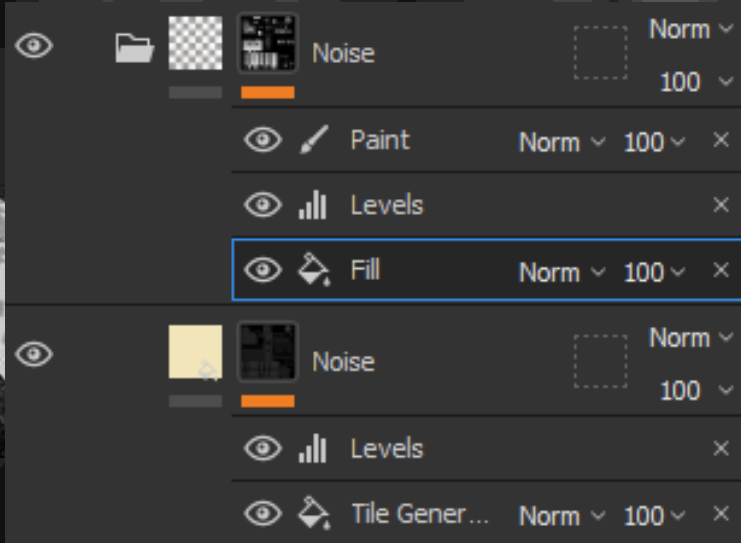 Noise Norm
100
Paint Norm 100
Levels
Fill Norm 100
Noise Norm
100
Levels
Tile Gener... Norm 100